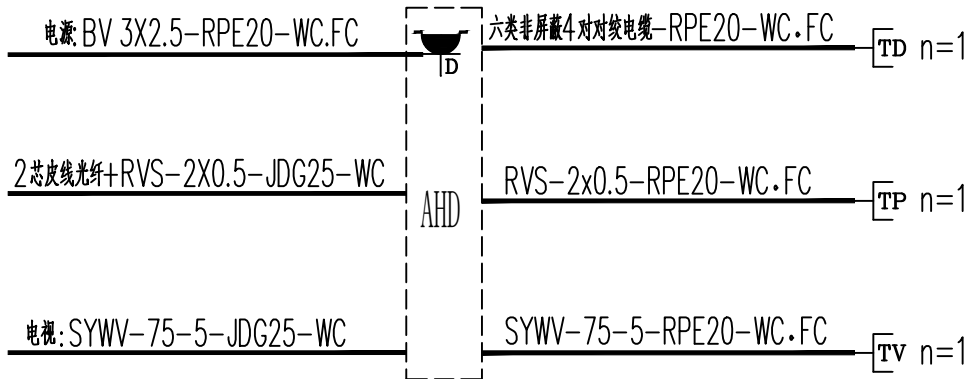 电源:BV 3X2.5-RPE20-WC.FC
六类非屏蔽4对对绞电缆-RPE20-WC.FC
TD n=1
D
2芯皮线光纤+RVS-2X0.5-JDG25-WC
AHD
RVS-2x0.5-RPE20-WC.FC
TP n=1
电视:SYWV-75-5-JDG25-WC
SYWV-75-5-RPE20-WC.FC
TV n=1